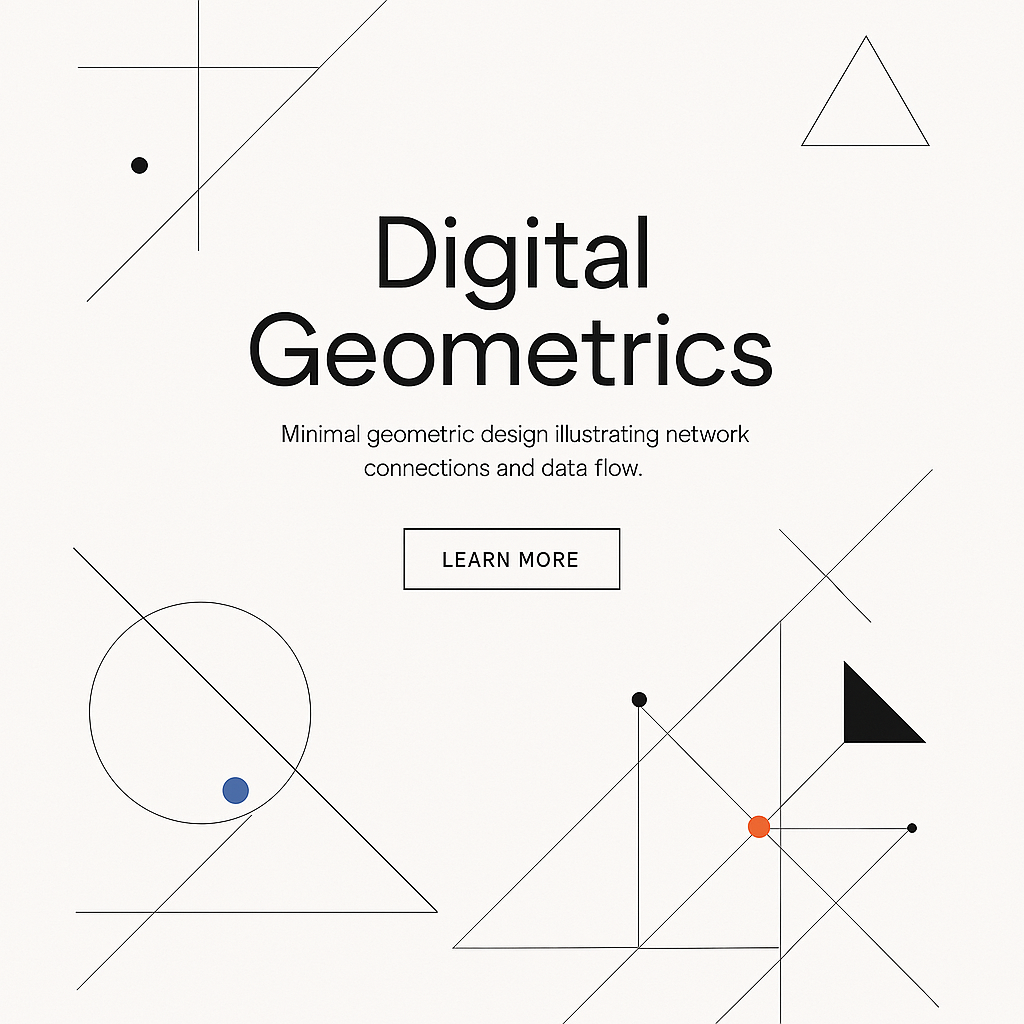 Digital
Geometrics
Minimal geometric design illustrating network
connections and data flow.
LEARN MORE